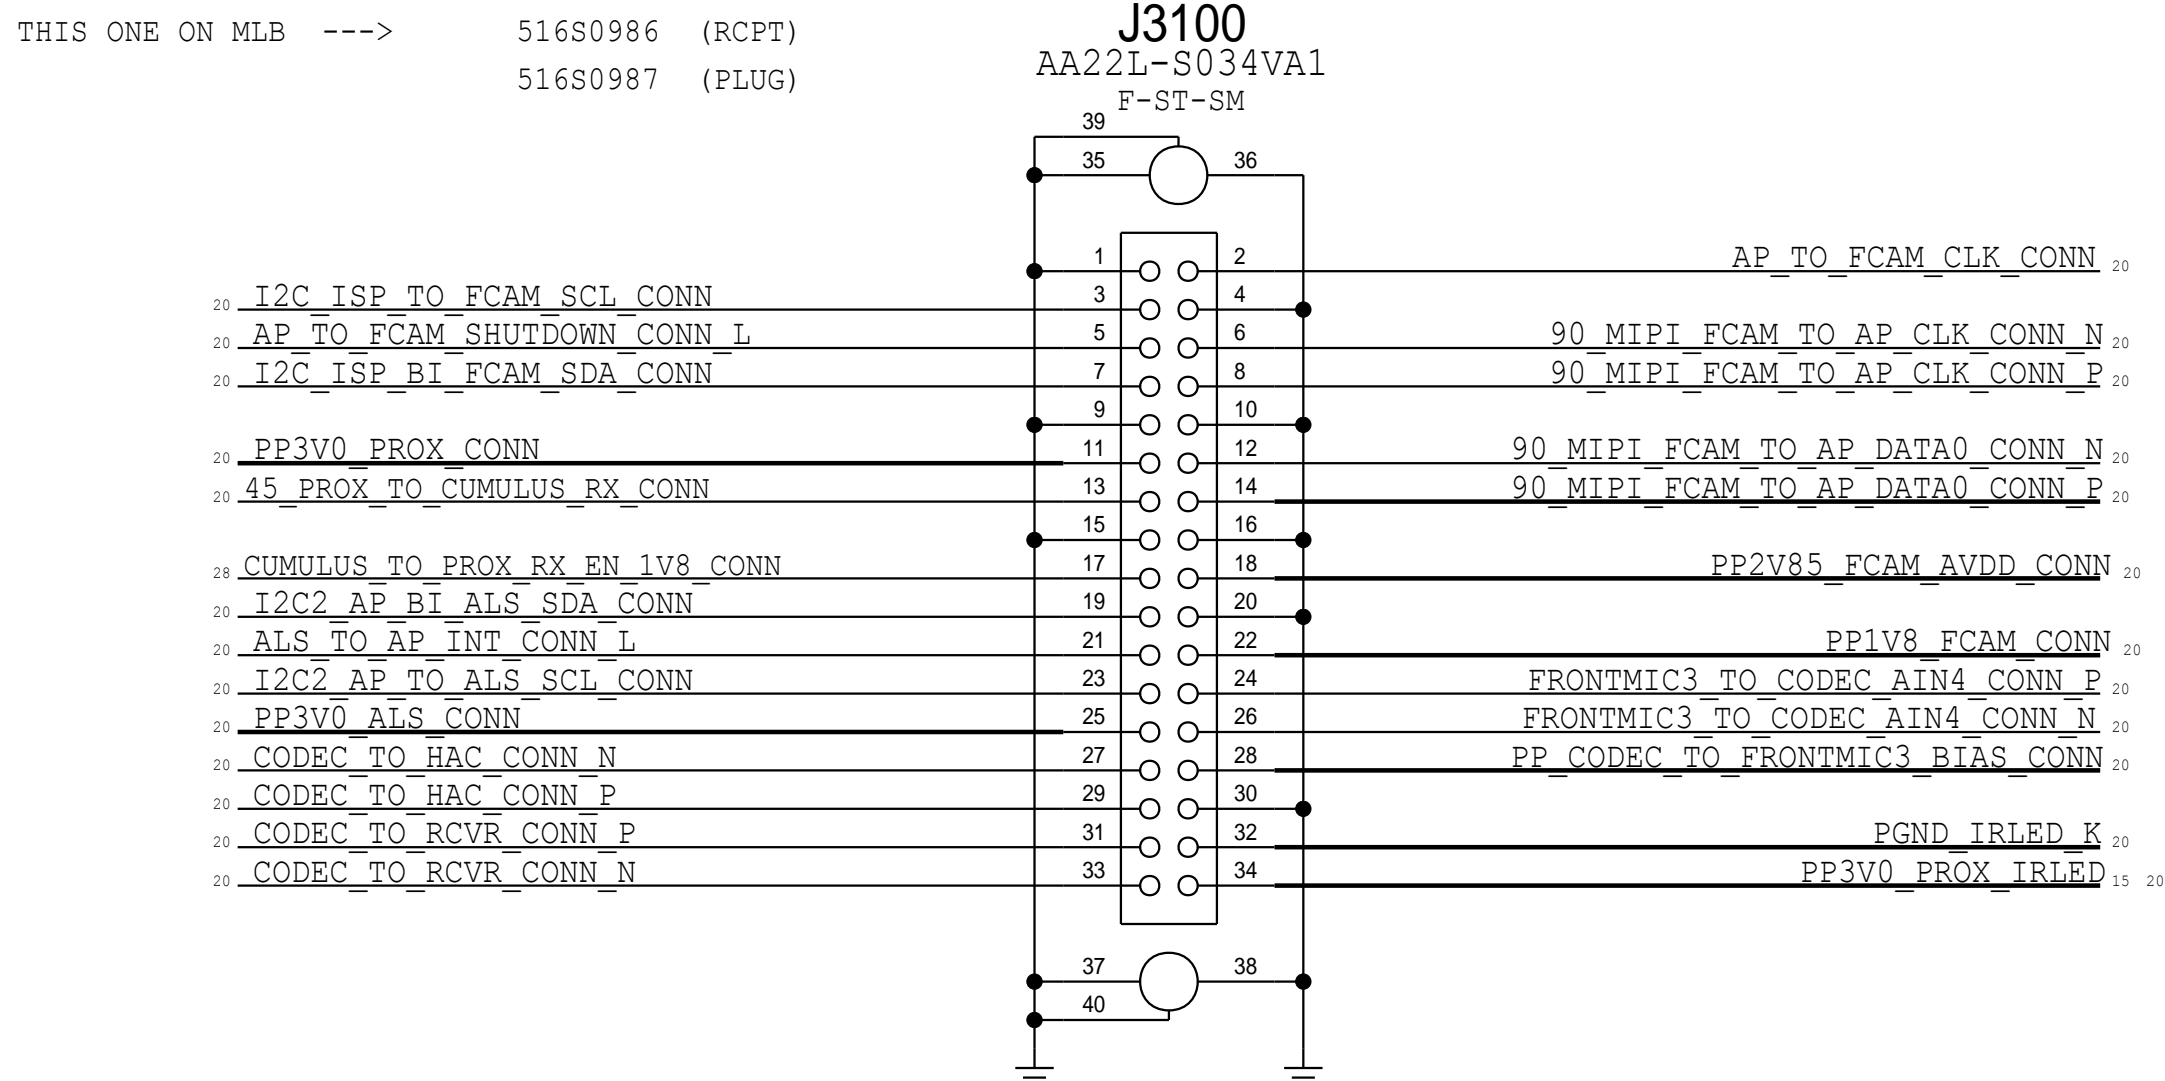 THIS ONE ON MLB ---> 516S0986 (RCPT)
516S0987 (PLUG)
J3100
AA22L-S034VA1
F-ST-SM
39
35 36
1 2 AP_TO_FCAM_CLK_CONN 20
20 I2C_ISP_TO_FCAM_SCL_CONN 3 4
20 AP_TO_FCAM_SHUTDOWN_CONN_L 5 6 90_MIPI_FCAM_TO_AP_CLK_CONN_N 20
20 I2C_ISP_BI_FCAM_SDA_CONN 7 8 90_MIPI_FCAM_TO_AP_CLK_CONN_P 20
9 10
20 PP3V0_PROX_CONN 11 12 90_MIPI_FCAM_TO_AP_DATA0_CONN_N 20
20 45_PROX_TO_CUMULUS_RX_CONN 13 14 90_MIPI_FCAM_TO_AP_DATA0_CONN_P 20
15 16
28 CUMULUS_TO_PROX_RX_EN_1V8_CONN 17 18 PP2V85_FCAM_AVDD_CONN 20
20 I2C2_AP_BI_ALS_SDA_CONN 19 20
20 ALS_TO_AP_INT_CONN_L 21 22 PP1V8_FCAM_CONN 20
20 I2C2_AP_TO_ALS_SCL_CONN 23 24 FRONTMIC3_TO_CODEC_AIN4_CONN_P 20
20 PP3V0_ALS_CONN 25 26 FRONTMIC3_TO_CODEC_AIN4_CONN_N 20
20 CODEC_TO_HAC_CONN_N 27 28 PP_CODEC_TO_FRONTMIC3_BIAS_CONN 20
20 CODEC_TO_HAC_CONN_P 29 30
20 CODEC_TO_RCVR_CONN_P 31 32 PGND_IRLED_K 20
20 CODEC_TO_RCVR_CONN_N 33 34 PP3V0_PROX_IRLED 15 20
37 38
40